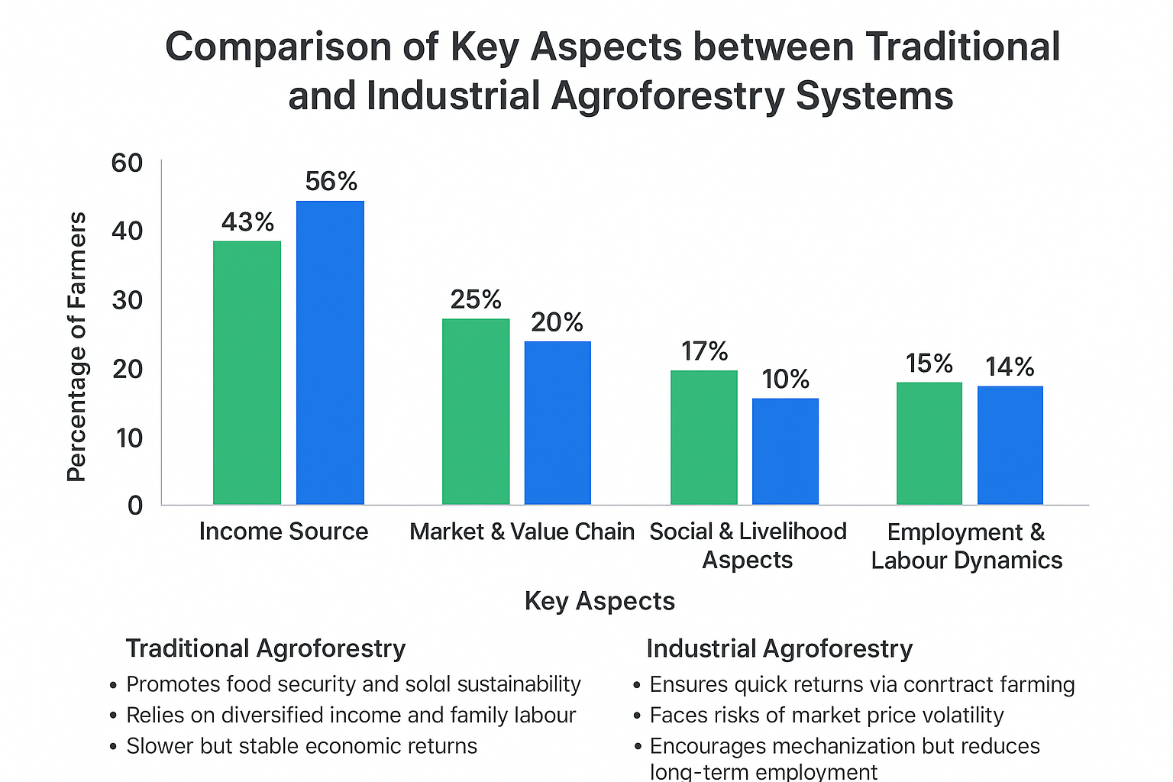 Comparison of Key Aspects between Traditional
and Industrial Agroforestry Systems
60
40
30
20
10
0
Percentage of Farmers
43%
56%
25%
20%
17%
10%
15%
14%
Income Source
Market & Value Chain
Social & Livelihood
Aspects
Employment &
Labour Dynamics
Key Aspects
Traditional Agroforestry
• Promotes food security and solal sustainability
• Relies on diversified income and family labour
• Slower but stable economic returns
Industrial Agroforestry
• Ensures quick returns via conrtract farming
• Faces risks of market price volatility
• Encourages mechanization but reduces
long-term employment